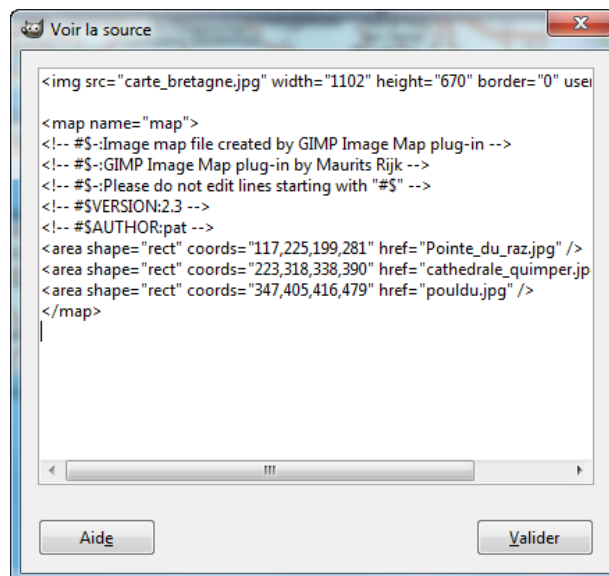 Voir la source
<img src="carte_bretagne.jpg" width="1102" height="670" border="0" user
<map name="map">
<!-- #$-:Image map file created by GIMP Image Map plug-in -->
<!-- #$-:GIMP Image Map plug-in by Maurits Rijk -->
<!-- #$-:Please do not edit lines starting with "#$" -->
<!-- #$VERSION:2.3 -->
<!-- #$AUTHOR:pat -->
<area shape="rect" coords="117,225,199,281" href="Pointe_du_raz.jpg" />
<area shape="rect" coords="223,318,338,390" href="cathedrale_quimper.jp
<area shape="rect" coords="347,405,416,479" href="pouldu.jpg" />
</map>
Aide
Valider